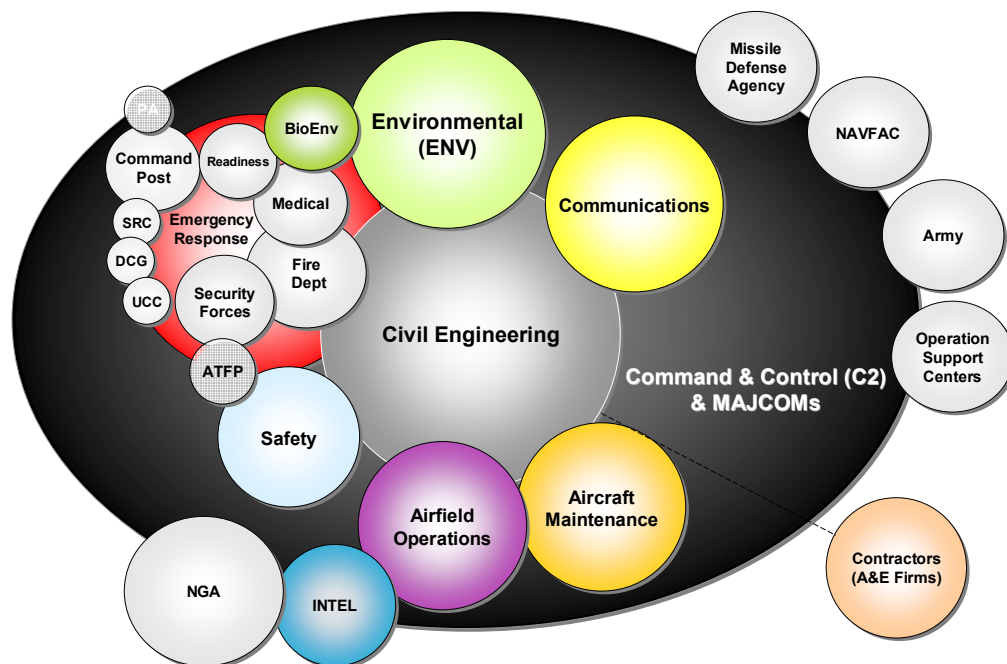 Missile
Defense
Agency
NAVFAC
Army
Operation
Support
Centers
PA
Command
Post
Readiness
BioEnv
Environmental
(ENV)
Communications
Medical
SRC
Emergency
Response
DCG
Fire
Dept
UCC
Security
Forces
ATFP
Civil Engineering
Command & Control (C2)
& MAJCOMs
Safety
Airfield
Operations
Aircraft
Maintenance
NGA
INTEL
Contractors
(A&E Firms)